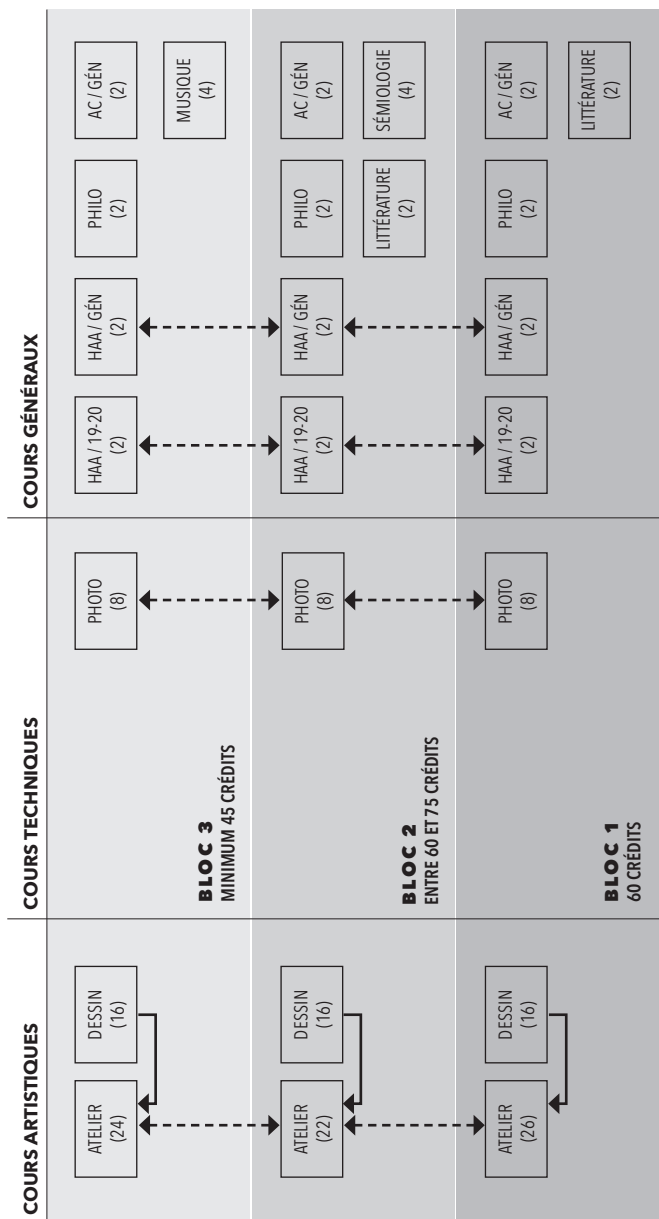 COURS ARTISTIQUES
COURS TECHNIQUES
COURS GÉNÉRAUX
ATELIER
(24)
DESSIN
(16)
BLOC 3
MINIMUM 45 CRÉDITS
PHOTO
(8)
HAA / 19-20
(2)
HAA / GÉN
(2)
PHILO
(2)
AC / GÉN
(2)
MUSIQUE
(4)
ATELIER
(22)
DESSIN
(16)
BLOC 2
ENTRE 60 ET 75 CRÉDITS
PHOTO
(8)
HAA / 19-20
(2)
HAA / GÉN
(2)
PHILO
(2)
AC / GÉN
(2)
LITTÉRATURE
(2)
SÉMIOLOGIE
(4)
ATELIER
(26)
DESSIN
(16)
BLOC 1
60 CRÉDITS
PHOTO
(8)
HAA / 19-20
(2)
HAA / GÉN
(2)
PHILO
(2)
AC / GÉN
(2)
LITTÉRATURE
(2)